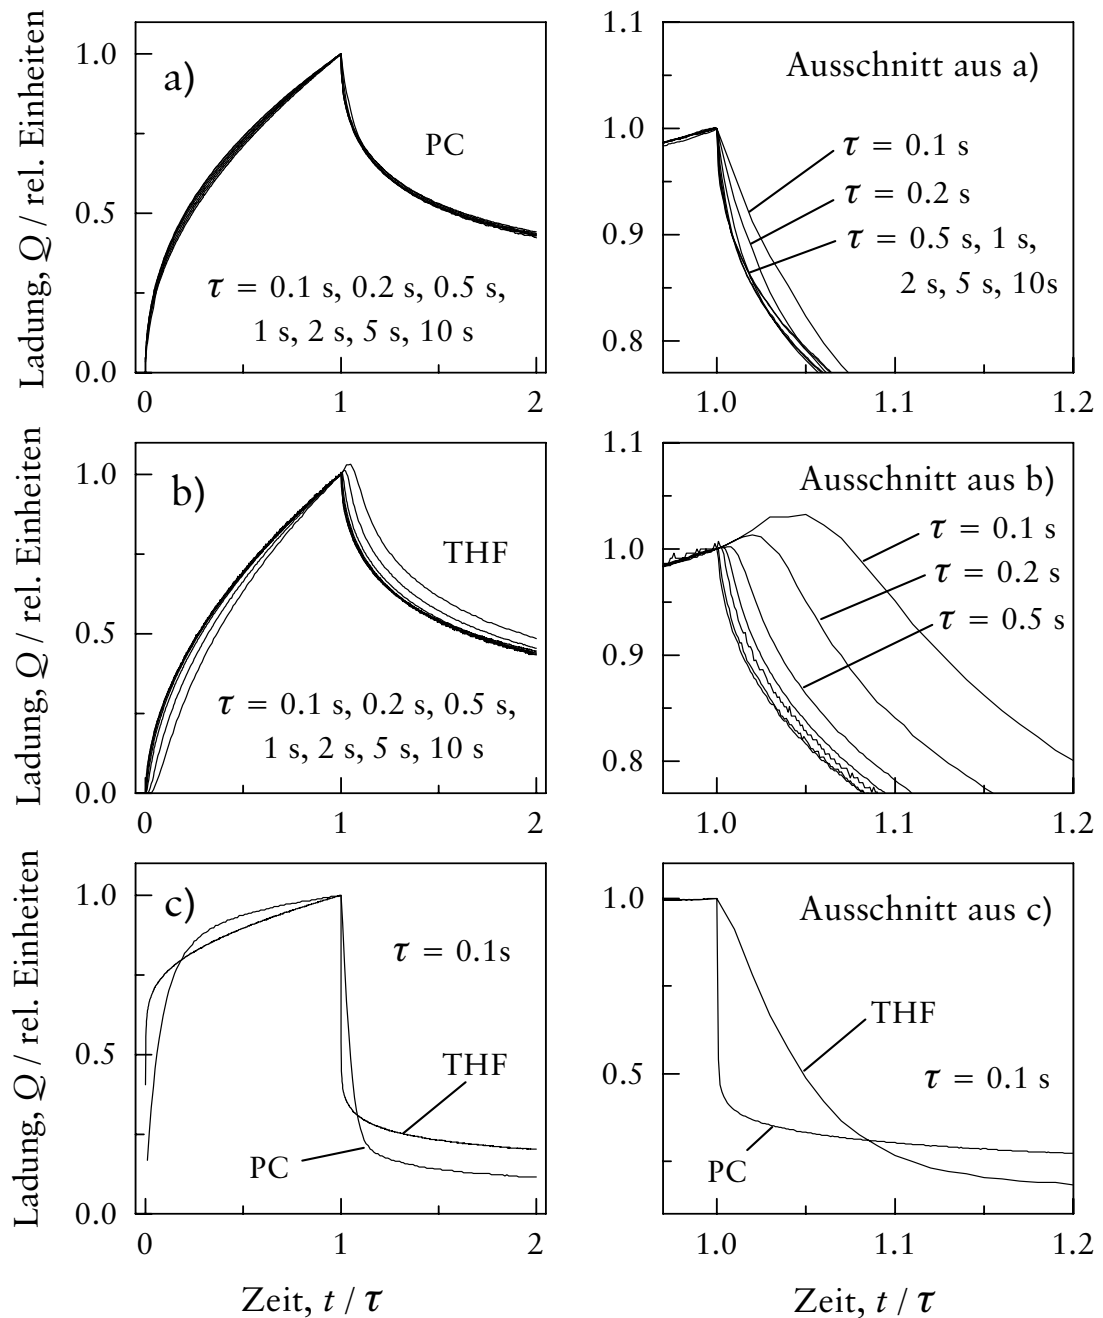 Ladung, Q / rel. Einheiten
1.0
0.5
0.0
a)
PC
τ = 0.1 s, 0.2 s, 0.5 s,
1 s, 2 s, 5 s, 10 s
0
1
2
1.1
1.0
0.9
0.8
Ausschnitt aus a)
τ = 0.1 s
τ = 0.2 s
τ = 0.5 s, 1 s,
2 s, 5 s, 10s
1.0
1.1
1.2
Ladung, Q / rel. Einheiten
1.0
0.5
0.0
b)
THF
τ = 0.1 s, 0.2 s, 0.5 s,
1 s, 2 s, 5 s, 10 s
0
1
2
1.1
1.0
0.9
0.8
Ausschnitt aus b)
τ = 0.1 s
τ = 0.2 s
τ = 0.5 s
1.0
1.1
1.2
Ladung, Q / rel. Einheiten
1.0
0.5
0.0
c)
τ = 0.1s
THF
PC
0
1
2
Zeit, t / τ
1.0
0.5
Ausschnitt aus c)
THF
τ = 0.1 s
PC
1.0
1.1
1.2
Zeit, t / τ